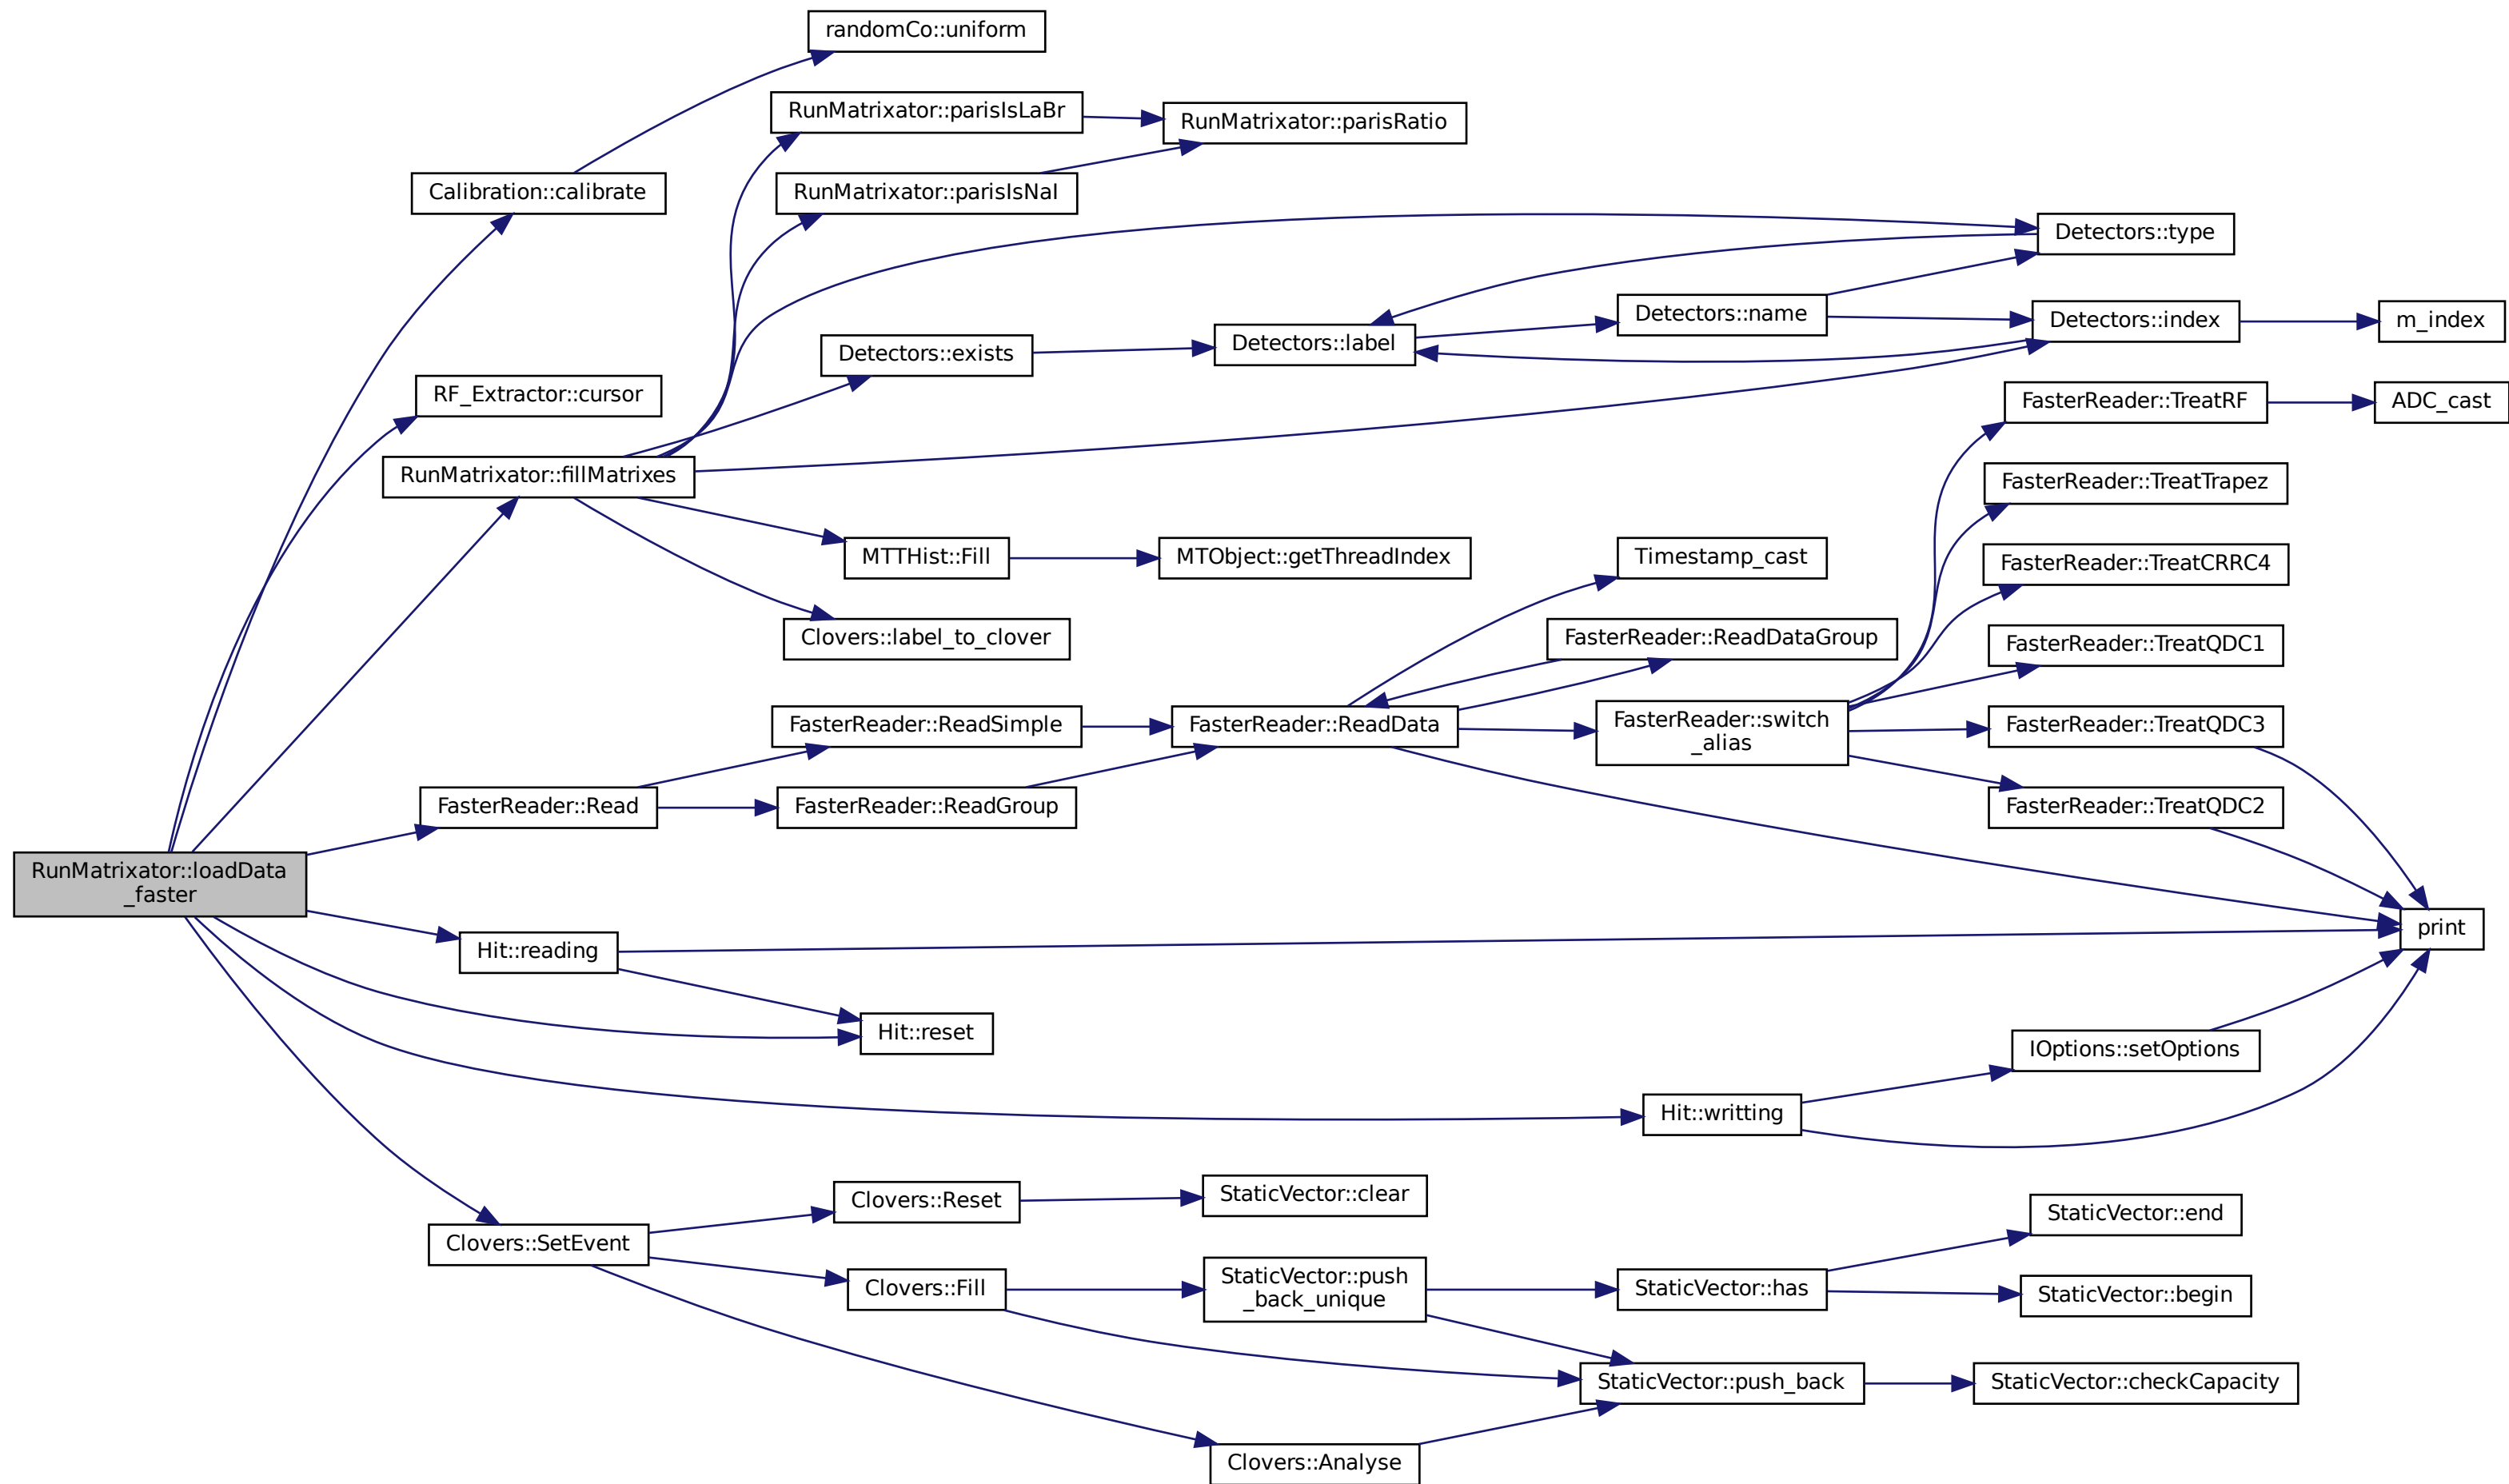 randomCo::uniform
RunMatrixator::parisIsLaBr
RunMatrixator::parisRatio
Calibration::calibrate
RunMatrixator::parisIsNaI
Detectors::type
Detectors::name
Detectors::index
m_index
Detectors::exists
Detectors::label
RF_Extractor::cursor
FasterReader::TreatRF
ADC_cast
RunMatrixator::fillMatrixes
FasterReader::TreatTrapez
MTTHist::Fill
MTObject::getThreadIndex
Timestamp_cast
FasterReader::TreatCRRC4
Clovers::label_to_clover
FasterReader::ReadDataGroup
FasterReader::TreatQDC1
FasterReader::ReadSimple
FasterReader::ReadData
FasterReader::switch
_alias
FasterReader::TreatQDC3
FasterReader::Read
FasterReader::ReadGroup
FasterReader::TreatQDC2
RunMatrixator::loadData
_faster
print
Hit::reading
Hit::reset
IOptions::setOptions
Hit::writting
Clovers::Reset
StaticVector::clear
StaticVector::end
Clovers::SetEvent
Clovers::Fill
StaticVector::push
_back_unique
StaticVector::has
StaticVector::begin
StaticVector::push_back
StaticVector::checkCapacity
Clovers::Analyse